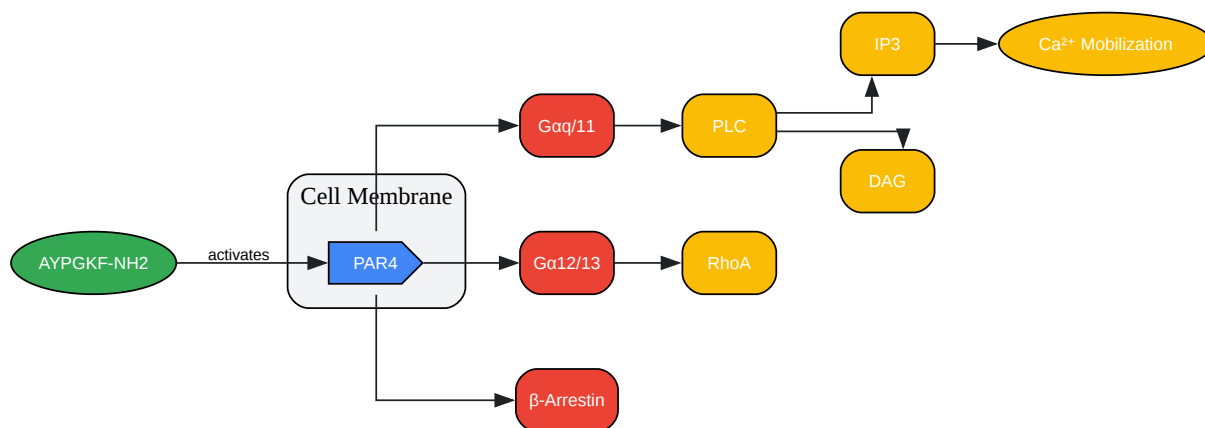 IP3
Ca²⁺ Mobilization
Gαq/11
PLC
DAG
Cell Membrane
AYPGKF-NH2
activates
PAR4
Gα12/13
RhoA
β-Arrestin